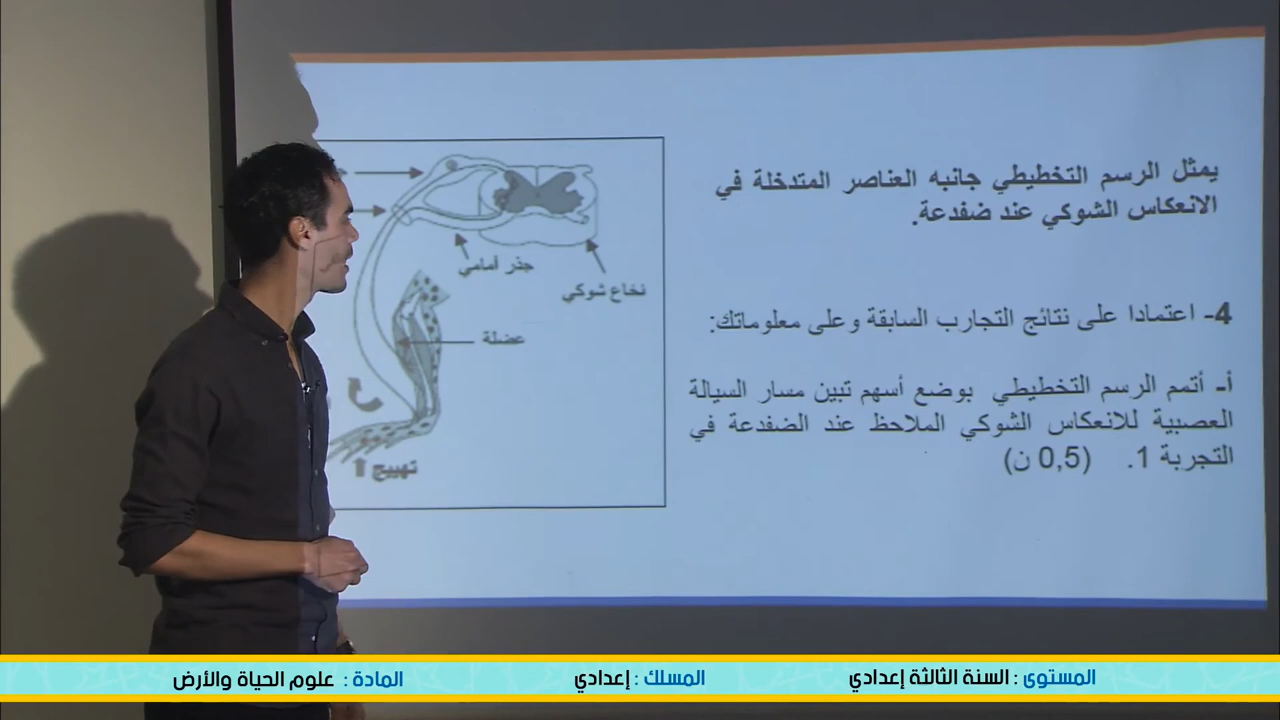 يمثل الرسم التخطيطي جانبه العناصر المتدخلة في
الانعكاس الشوكي عند ضفدعة.
4- اعتمادا على نتائج التجارب السابقة وعلى معلوماتك:
أ- أتمم الرسم التخطيطي بوضع أسهم تبين مسار السيالة
العصبية للانعكاس الشوكي الملاحظ عند الضفدعة في
التجربة 1. (0,5 ن)
جذر أمامي
نخاع شوكي
عضلة
تهييج
المستوى : السنة الثالثة إعدادي
المسلك : إعدادي
المادة : علوم الحياة والأرض